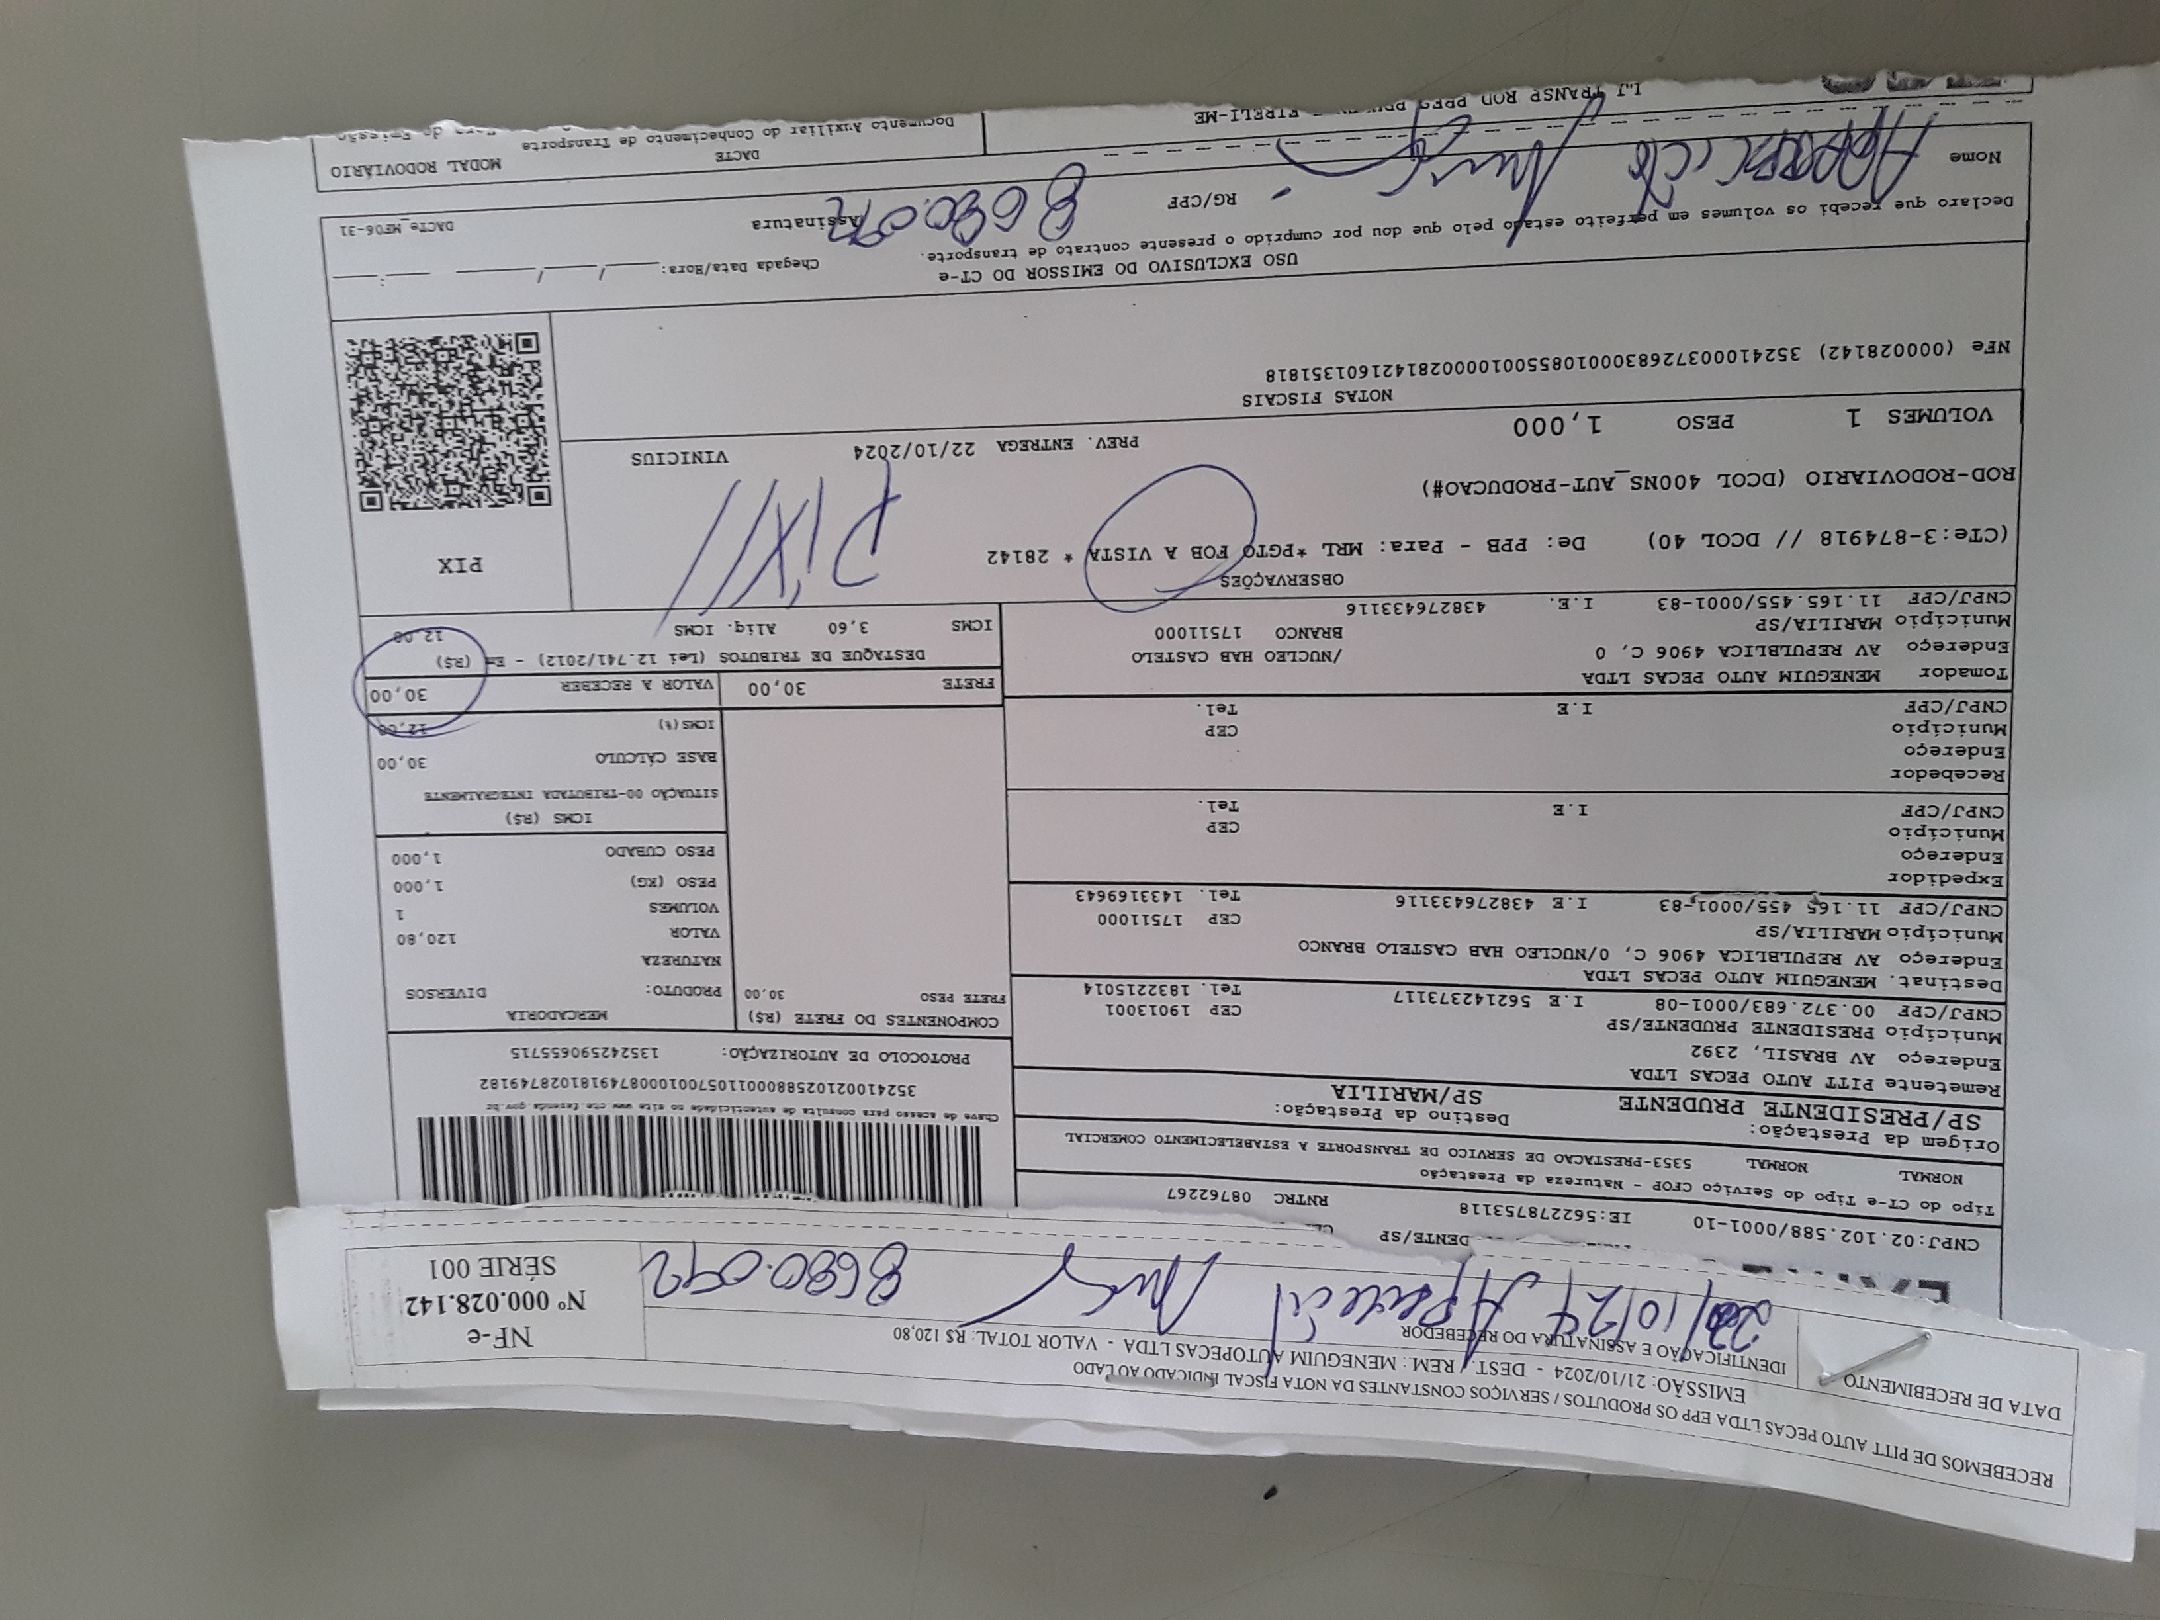 RECEBEMOS DE PITT AUTO PECAS LTDA EPP OS PRODUTOS / SERVIÇOS CONSTANTES DA NOTA FISCAL INDICADO AO LADO
EMISSÃO: 21/10/2024 - DEST. / REM.: MENEGUIM AUTOPECAS LTDA - VALOR TOTAL: R$ 120,80
DATA DE RECEBIMENTO
IDENTIFICAÇÃO E ASSINATURA DO RECEBEDOR
/10/24 8680.092
NF-e
Nº 000.028.142
SÉRIE 001
CNPJ:02.102.588/0001-10 IE:562278753118 DENTE/SP RNTRC 08762267
Tipo do CT-e Tipo do Serviço CFOP - Natureza da Prestação
NORMAL NORMAL 5353-PRESTACAO DE SERVICO DE TRANSPORTE A ESTABELECIMENTO COMERCIAL
Origem da Prestação: Destino da Prestação:
SP/PRESIDENTE PRUDENTE SP/MARILIA
Chave de acesso para consulta de autenticidade no site www.cte.fazenda.gov.br
PROTOCOLO DE AUTORIZAÇÃO: 135242590655715
Remetente PITT AUTO PECAS LTDA
Endereço AV BRASIL, 2392
Município PRESIDENTE PRUDENTE/SP CEP 19013001
CNPJ/CPF 00.372.683/0001-08 I.E 562142373117 Tel. 1832215014
Destinat. MENEGUIM AUTO PECAS LTDA
Endereço AV REPULBLICA 4906 C, 0/NUCLEO HAB CASTELO BRANCO
Município MARILIA/SP CEP 17511000
CNPJ/CPF 11.165.455/0001-83 I.E 438276433116 Tel. 1433169643
Expedidor
Endereço
Município CEP
CNPJ/CPF I.E Tel.
Recebedor
Endereço
Município CEP
CNPJ/CPF I.E Tel.
Tomador MENEGUIM AUTO PECAS LTDA
Endereço AV REPULBLICA 4906 C, 0 /NUCLEO HAB CASTELO
Município MARILIA/SP BRANCO 17511000
CNPJ/CPF 11.165.455/0001-83 I.E. 438276433116
COMPONENTES DO FRETE (R$)
FRETE PESO 30,00
MERCADORIA
PRODUTO: DIVERSOS
NATUREZA
VALOR 120,80
VOLUMES 1
PESO (KG) 1,000
PESO CUBADO 1,000
ICMS (R$)
SITUAÇÃO 00-TRIBUTADA INTEGRALMENTE
BASE CÁLCULO 30,00
ICMS(%) 12,00
FRETE 30,00 VALOR A RECEBER 30,00
DESTAQUE DE TRIBUTOS (Lei 12.741/2012) - Em (R$)
ICMS 3,60 Aliq. ICMS 12,00
OBSERVAÇÕES
(CTe:3-874918 // DCOL 40) De: PPB - Para: MRL *PGTO FOB A VISTA * 28142
ROD-RODOVIARIO (DCOL 400NS_AUT-PRODUCAO#)
PIX
PIX
PREV. ENTREGA 22/10/2024 VINICIUS
VOLUMES 1 PESO 1,000
NOTAS FISCAIS
NFe (000028142) 35241000372683000108550010000281421601351818
USO EXCLUSIVO DO EMISSOR DO CT-e
Declaro que recebi os volumes em perfeito estado pelo que dou por cumprido o presente contrato de transporte.
Chegada Data/Hora: ____/____/____ ____:____
Nome RG/CPF 8680.092 Assinatura DACTe_MF06-31
DACTE MODAL RODOVIÁRIO
Documento Auxiliar do Conhecimento de Transporte